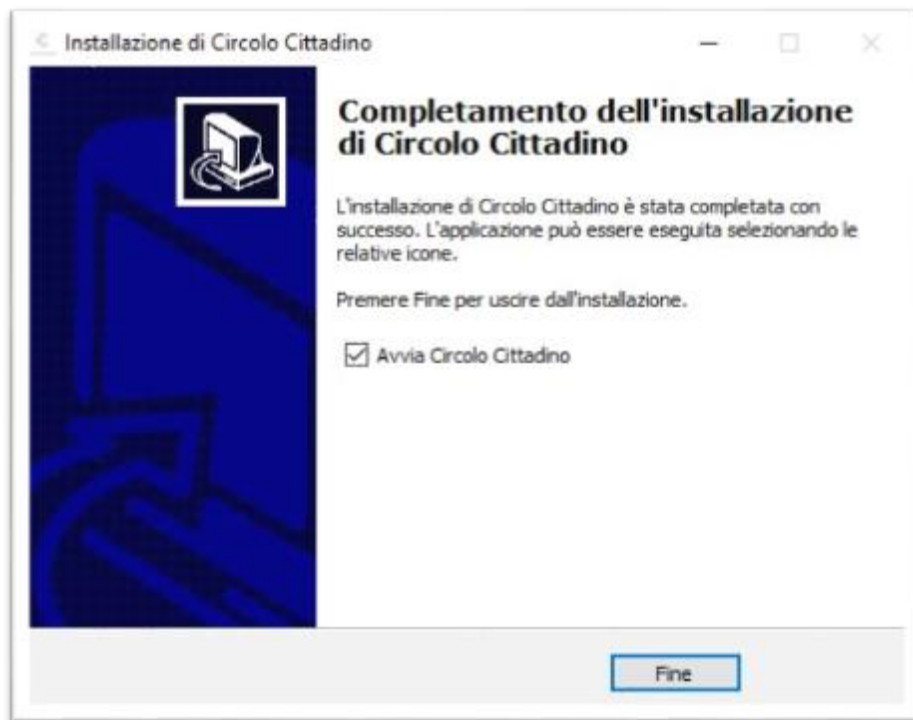 Installazione di Circolo Cittadino
Completamento dell'installazione
di Circolo Cittadino
L'installazione di Circolo Cittadino è stata completata con
successo. L'applicazione può essere eseguita selezionando le
relative icone.
Premere Fine per uscire dall'installazione.
Avvia Circolo Cittadino
Fine